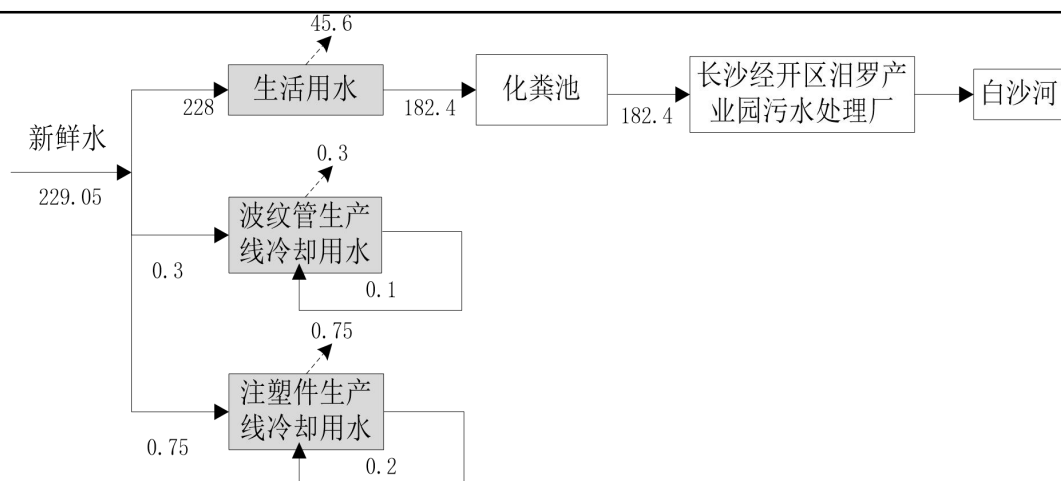 45.6
生活用水
228
182.4
化粪池
182.4
长沙经开区汨罗产
业园污水处理厂
白沙河
新鲜水
229.05
0.3
波纹管生产
线冷却用水
0.3
0.1
0.75
注塑件生产
线冷却用水
0.75
0.2